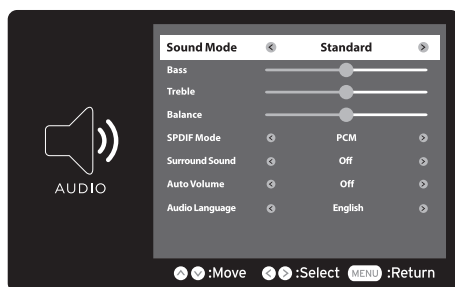 Sound Mode Standard
Bass
Treble
Balance
SPDIF Mode PCM
Surround Sound Off
Auto Volume Off
Audio Language English
AUDIO
:Move :Select MENU :Return